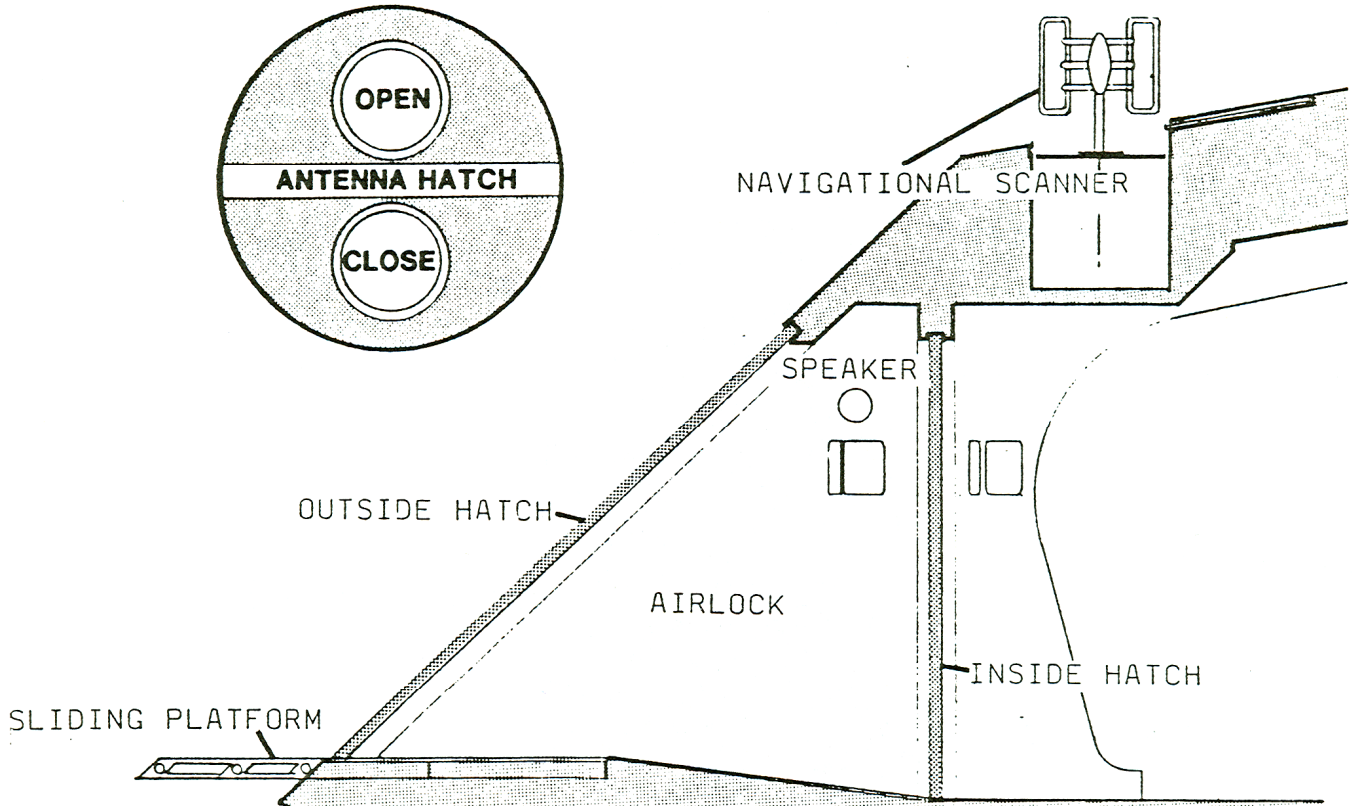 OPEN
ANTENNA HATCH
CLOSE
NAVIGATIONAL SCANNER
SPEAKER
OUTSIDE HATCH
AIRLOCK
INSIDE HATCH
SLIDING PLATFORM